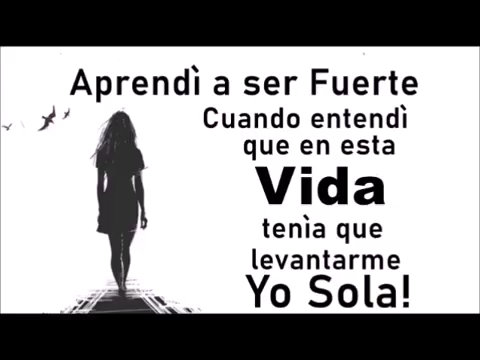 Aprendì a ser Fuerte
Cuando entendì
que en esta
Vida
tenìa que
levantarme
Yo Sola!